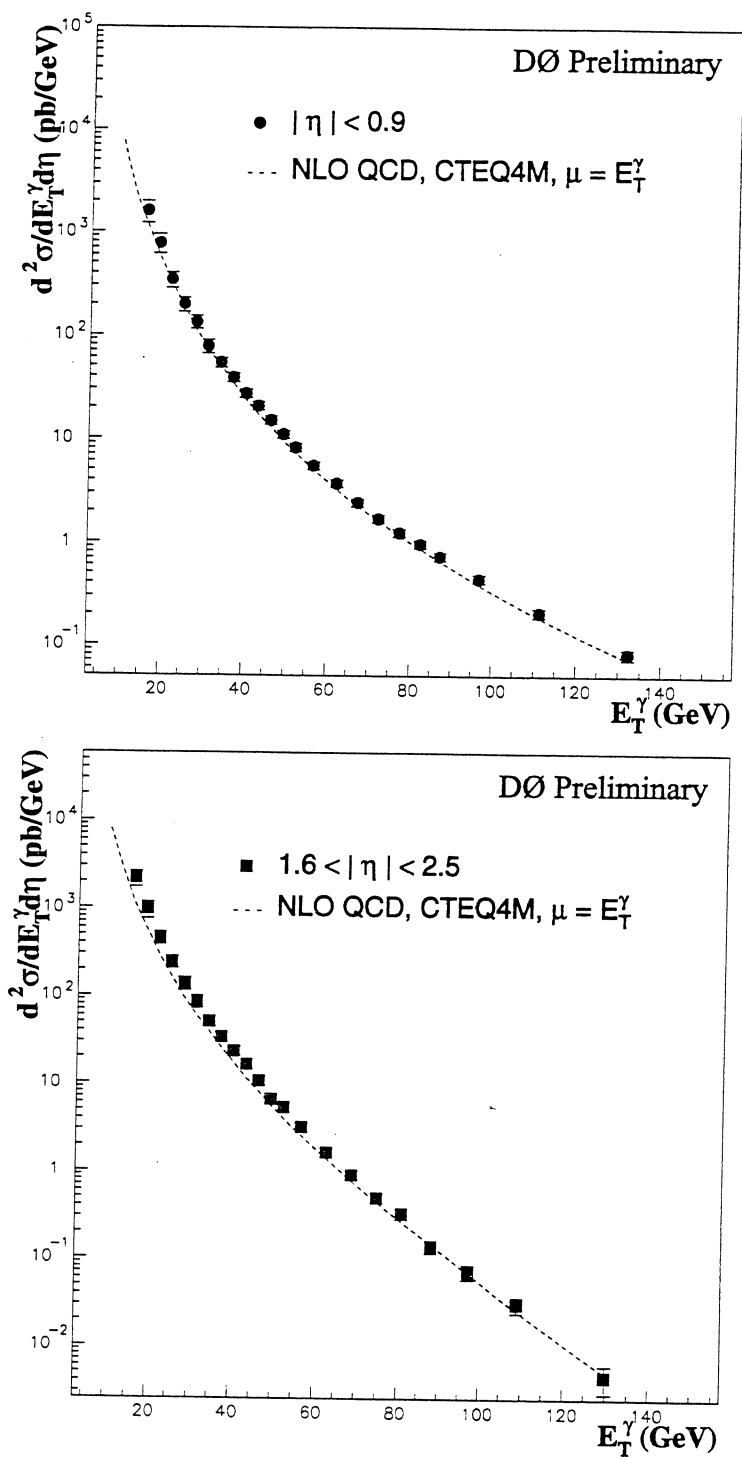 DØ Preliminary
| η | < 0.9
NLO QCD, CTEQ4M, μ = E_T^γ
d²σ/dE_T^γdη (pb/GeV)
10⁵
10⁴
10³
10²
10
1
10⁻¹
20 40 60 80 100 120 140
E_T^γ (GeV)
DØ Preliminary
1.6 < | η | < 2.5
NLO QCD, CTEQ4M, μ = E_T^γ
d²σ/dE_T^γdη (pb/GeV)
10⁴
10³
10²
10
1
10⁻¹
10⁻²
20 40 60 80 100 120 140
E_T^γ (GeV)